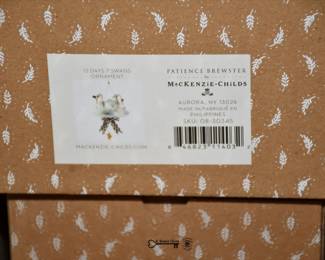 12 DAYS 7 SWANS
ORNAMENT
MACKENZIE-CHILDS.COM
PATIENCE BREWSTER
by
MACKENZIE-CHILDS
AURORA, NY 13026
MADE IN/FABRIQUÉ EN
PHILIPPINES
SKU: 08-30345